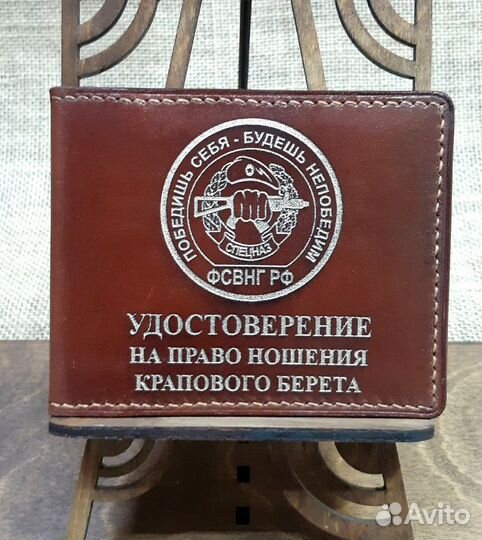 ПОБЕДИШЬ СЕБЯ - БУДЕШЬ НЕПОБЕДИМ
СПЕЦНАЗ
ФСВНГ РФ
УДОСТОВЕРЕНИЕ
НА ПРАВО НОШЕНИЯ
КРАПОВОГО БЕРЕТА
Avito